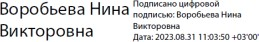 Воробьева Нина
Викторовна
Подписано цифровой
подписью: Воробьева Нина
Викторовна
Дата: 2023.08.31 11:03:50 +03'00'